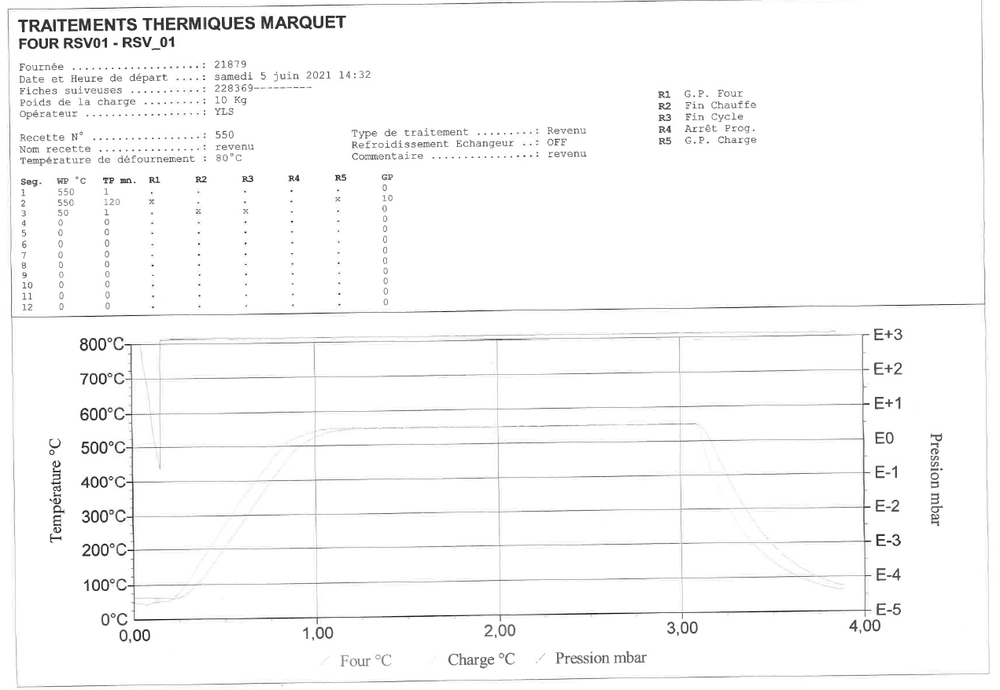 TRAITEMENTS THERMIQUES MARQUET
FOUR RSV01 - RSV_01
Fournée ....................: 21879
Date et Heure de départ ....: samedi 5 juin 2021 14:32
Fiches suiveuses ...........: 228369---------
Poids de la charge .........: 10 Kg
Opérateur ..................: YLS
R1 G.P. Four
R2 Fin Chauffe
R3 Fin Cycle
R4 Arrêt Prog.
R5 G.P. Charge
Recette N° .................: 550
Nom recette ................: revenu
Température de défournement : 80°C
Type de traitement .........: Revenu
Refroidissement Echangeur ..: OFF
Commentaire ................: revenu
Seg. WP °C TP mn. R1 R2 R3 R4 R5 GP
1 550 1 . . . . . 0
2 550 120 x . . . x 10
3 50 1 . x x . . 0
4 0 0 . . . . . 0
5 0 0 . . . . . 0
6 0 0 . . . . . 0
7 0 0 . . . . . 0
8 0 0 . . . . . 0
9 0 0 . . . . . 0
10 0 0 . . . . . 0
11 0 0 . . . . . 0
12 0 0 . . . . . 0
800°C
700°C
600°C
500°C
400°C
300°C
200°C
100°C
0°C
Température °C
E+3
E+2
E+1
E0
E-1
E-2
E-3
E-4
E-5
Pression mbar
0,00 1,00 2,00 3,00 4,00
Four °C Charge °C Pression mbar